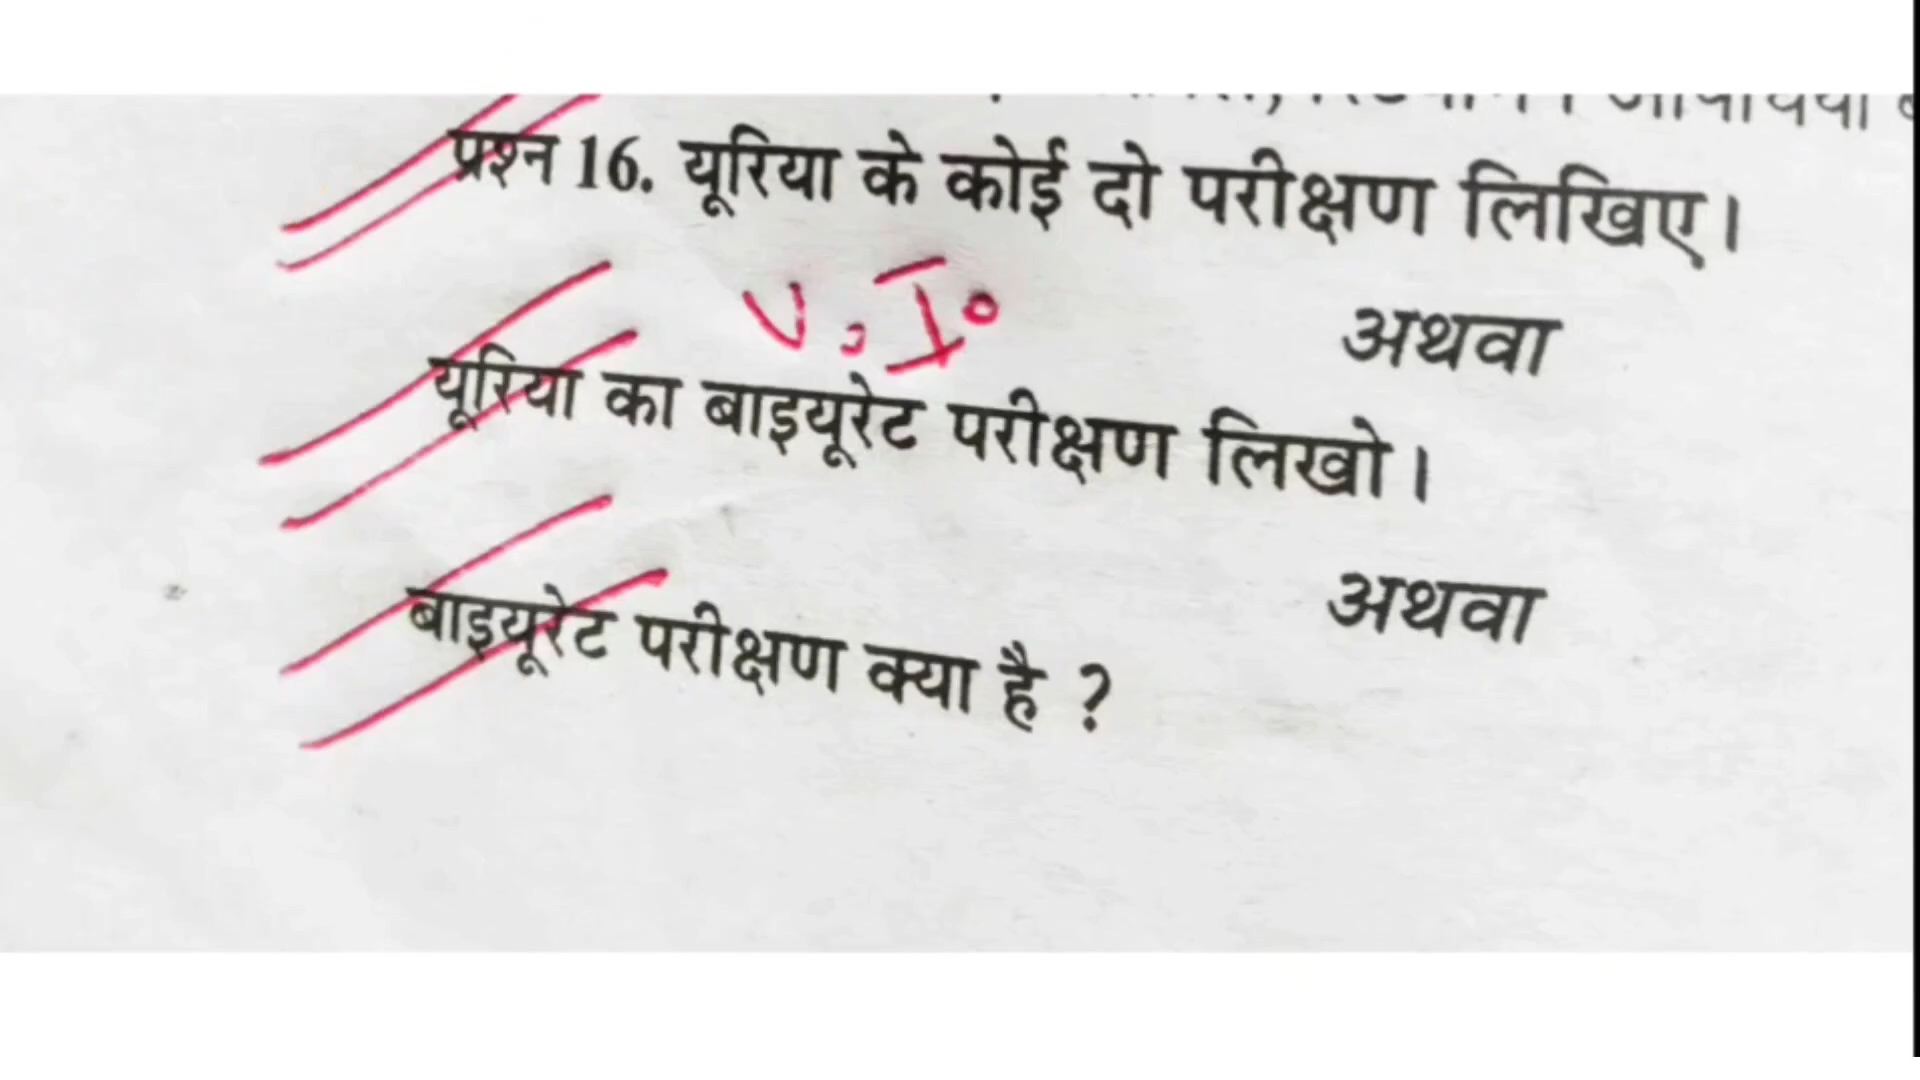 प्रश्न 16. यूरिया के कोई दो परीक्षण लिखिए।
V.I.
अथवा
यूरिया का बाइयूरेट परीक्षण लिखो।
अथवा
बाइयूरेट परीक्षण क्या है ?